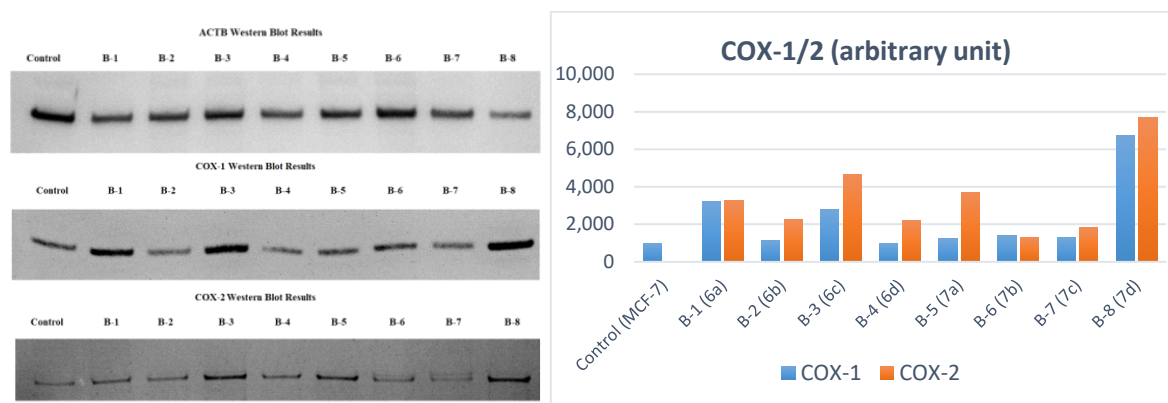 ACTB Western Blot Results
Control B-1 B-2 B-3 B-4 B-5 B-6 B-7 B-8
COX-1 Western Blot Results
Control B-1 B-2 B-3 B-4 B-5 B-6 B-7 B-8
COX-2 Western Blot Results
Control B-1 B-2 B-3 B-4 B-5 B-6 B-7 B-8
COX-1/2 (arbitrary unit)
10,000
8,000
6,000
4,000
2,000
0
Control (MCF-7)
B-1 (6a)
B-2 (6b)
B-3 (6c)
B-4 (6d)
B-5 (7a)
B-6 (7b)
B-7 (7c)
B-8 (7d)
COX-1 COX-2